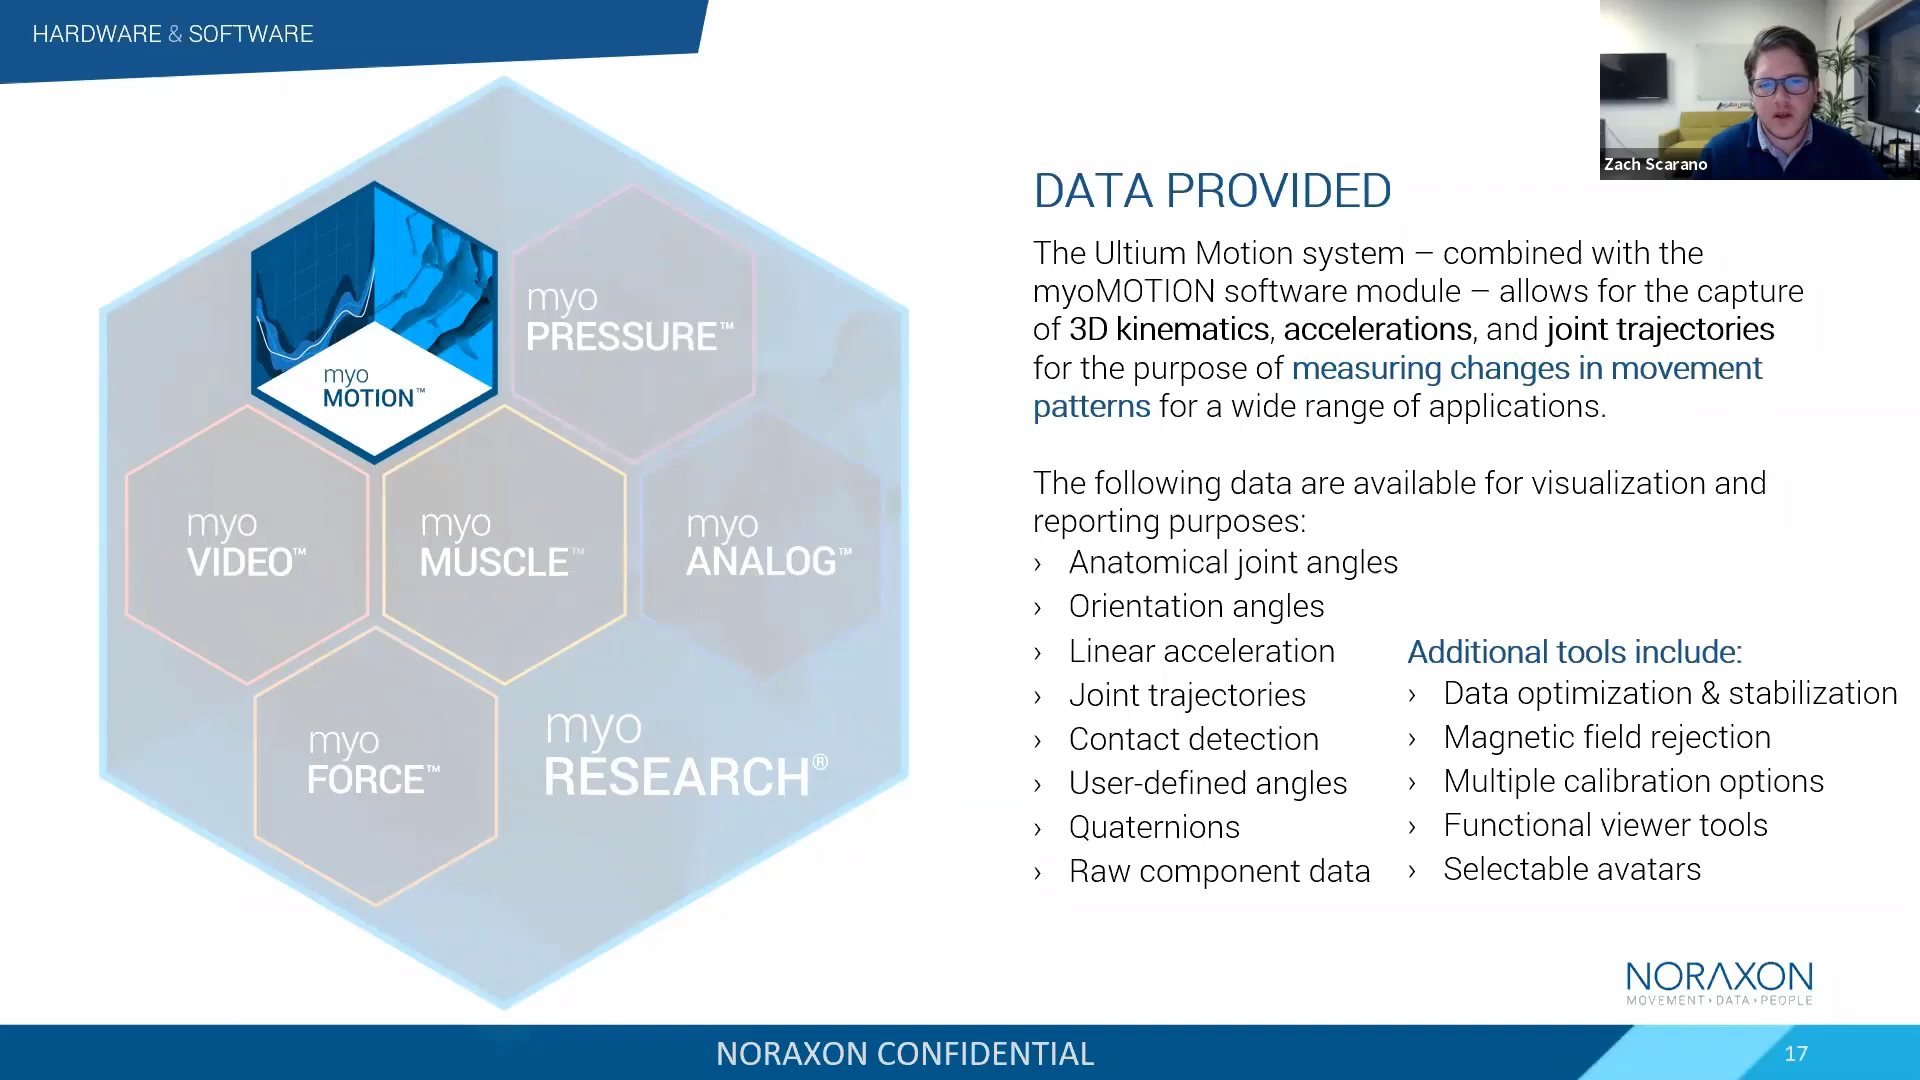 HARDWARE & SOFTWARE
Zach Scarano
myo
MOTION™
myo
PRESSURE™
myo
VIDEO™
myo
MUSCLE™
myo
ANALOG™
myo
FORCE™
myo
RESEARCH®
DATA PROVIDED
The Ultium Motion system – combined with the
myoMOTION software module – allows for the capture
of 3D kinematics, accelerations, and joint trajectories
for the purpose of measuring changes in movement
patterns for a wide range of applications.
The following data are available for visualization and
reporting purposes:
› Anatomical joint angles
› Orientation angles
› Linear acceleration
› Joint trajectories
› Contact detection
› User-defined angles
› Quaternions
› Raw component data
Additional tools include:
› Data optimization & stabilization
› Magnetic field rejection
› Multiple calibration options
› Functional viewer tools
› Selectable avatars
NORAXON
MOVEMENT › DATA › PEOPLE
NORAXON CONFIDENTIAL
17